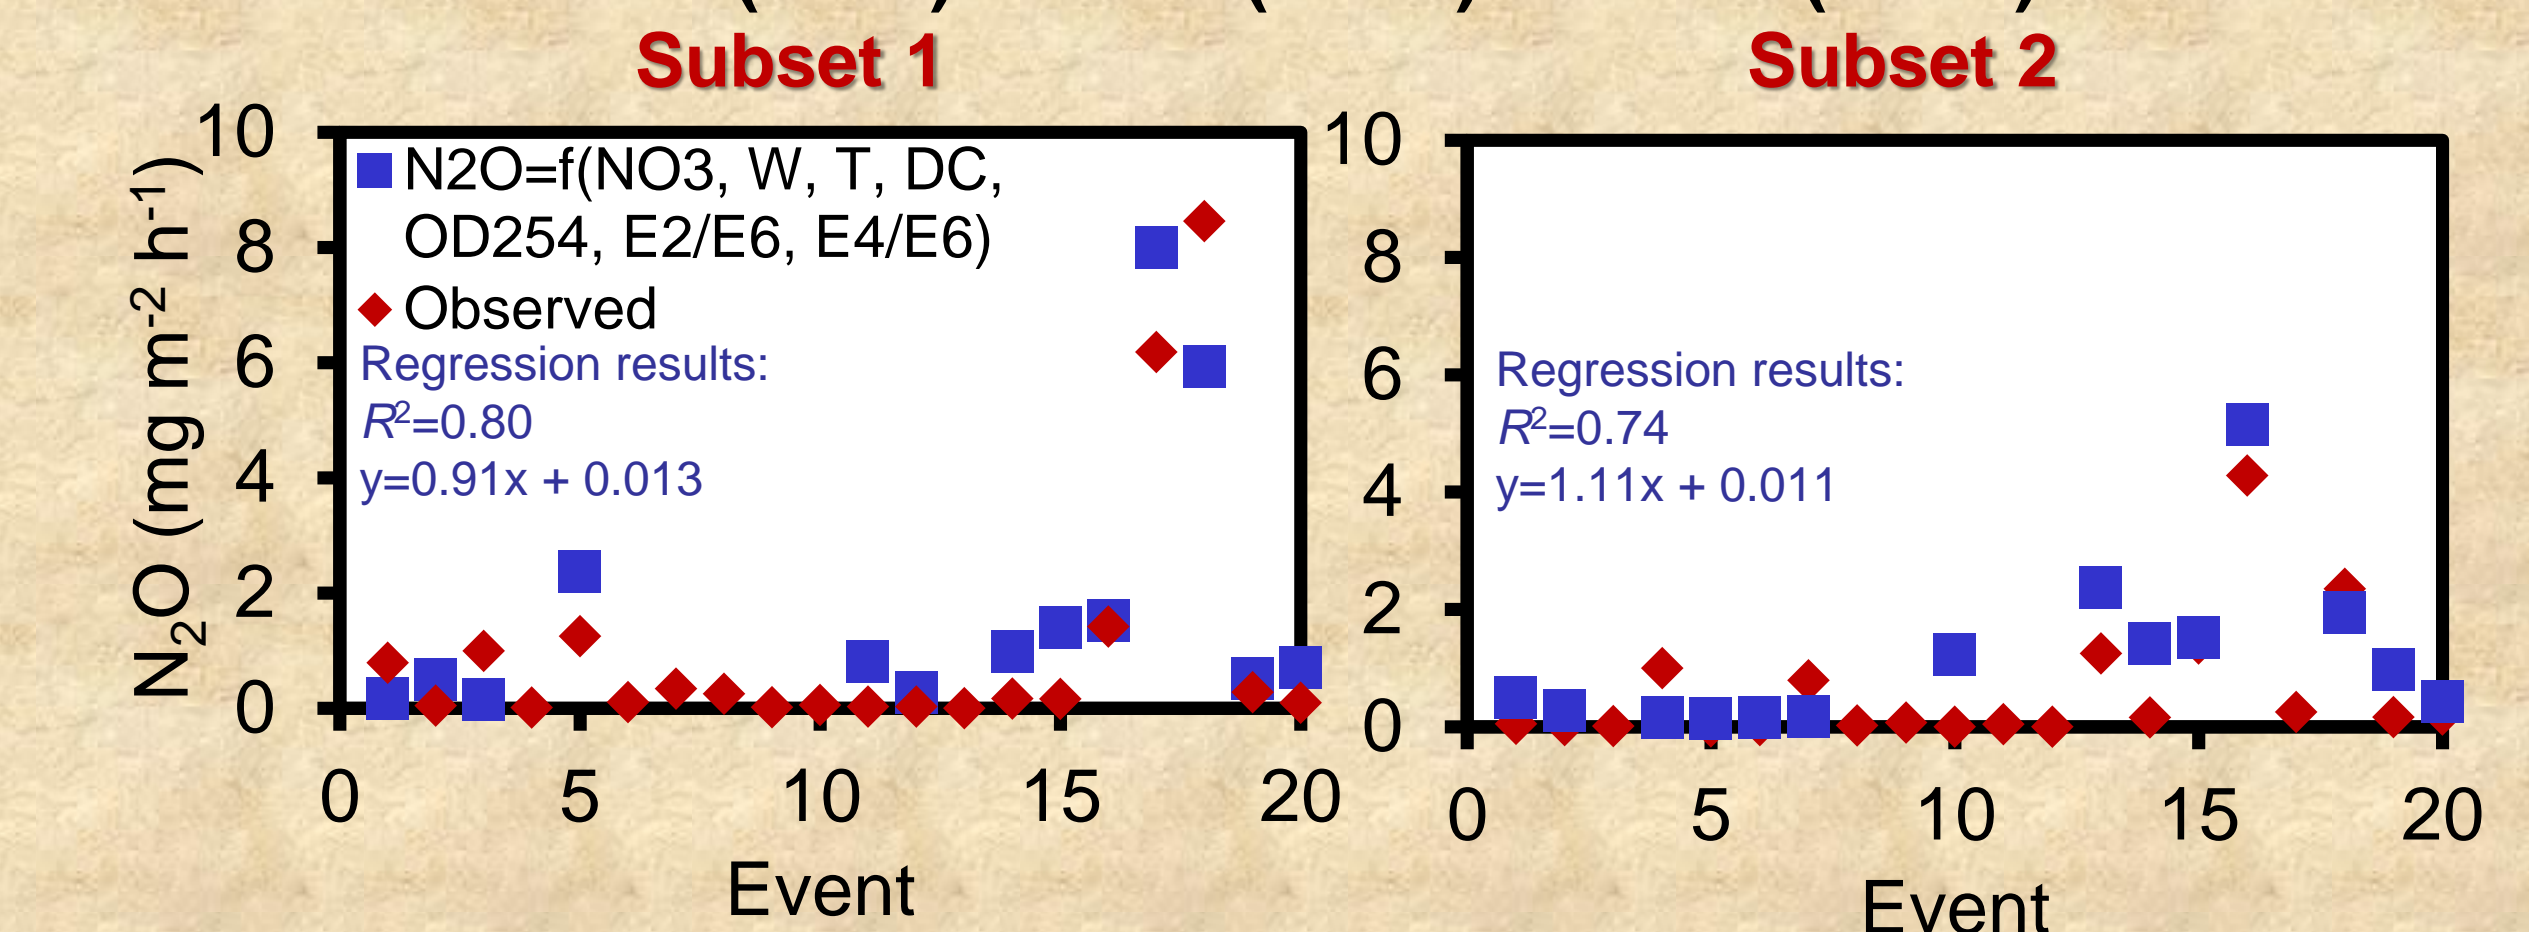 Subset 1
Subset 2
10
8
6
4
2
0
N₂O (mg m⁻² h⁻¹)
N2O=f(NO3, W, T, DC,
OD254, E2/E6, E4/E6)
Observed
Regression results:
R²=0.80
y=0.91x + 0.013
0 5 10 15 20
Event
10
8
6
4
2
0
Regression results:
R²=0.74
y=1.11x + 0.011
0 5 10 15 20
Event